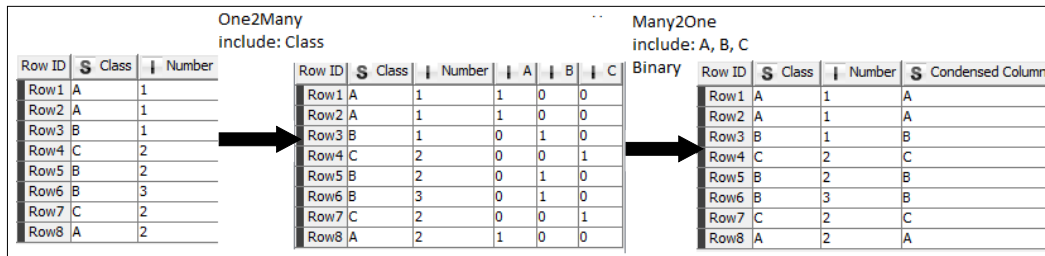 One2Many
include: Class
Many2One
include: A, B, C
Binary
Row ID S Class I Number
Row1 A 1
Row2 A 1
Row3 B 1
Row4 C 2
Row5 B 2
Row6 B 3
Row7 C 2
Row8 A 2
Row ID S Class I Number I A I B I C
Row1 A 1 1 0 0
Row2 A 1 1 0 0
Row3 B 1 0 1 0
Row4 C 2 0 0 1
Row5 B 2 0 1 0
Row6 B 3 0 1 0
Row7 C 2 0 0 1
Row8 A 2 1 0 0
Row ID S Class I Number S Condensed Column
Row1 A 1 A
Row2 A 1 A
Row3 B 1 B
Row4 C 2 C
Row5 B 2 B
Row6 B 3 B
Row7 C 2 C
Row8 A 2 A